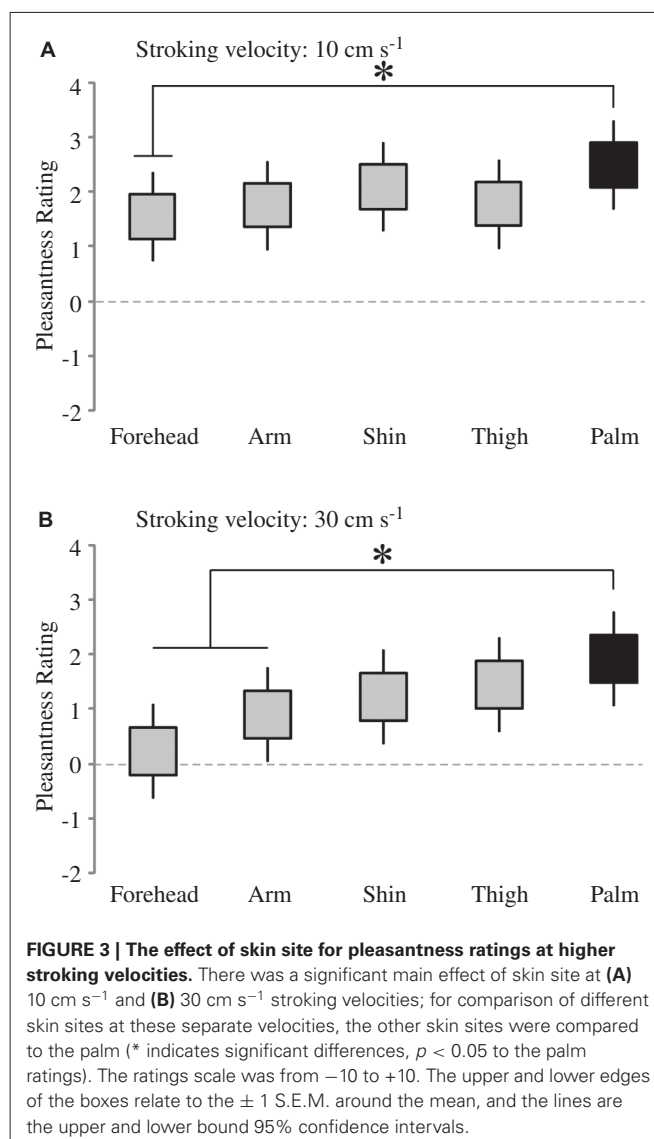 A Stroking velocity: 10 cm s⁻¹
*
4
3
2
1
0
-1
-2
Pleasantness Rating
Forehead Arm Shin Thigh Palm
B Stroking velocity: 30 cm s⁻¹
*
4
3
2
1
0
-1
-2
Pleasantness Rating
Forehead Arm Shin Thigh Palm
FIGURE 3 | The effect of skin site for pleasantness ratings at higher
stroking velocities. There was a significant main effect of skin site at (A)
10 cm s⁻¹ and (B) 30 cm s⁻¹ stroking velocities; for comparison of different
skin sites at these separate velocities, the other skin sites were compared
to the palm (* indicates significant differences, p < 0.05 to the palm
ratings). The ratings scale was from −10 to +10. The upper and lower edges
of the boxes relate to the ± 1 S.E.M. around the mean, and the lines are
the upper and lower bound 95% confidence intervals.